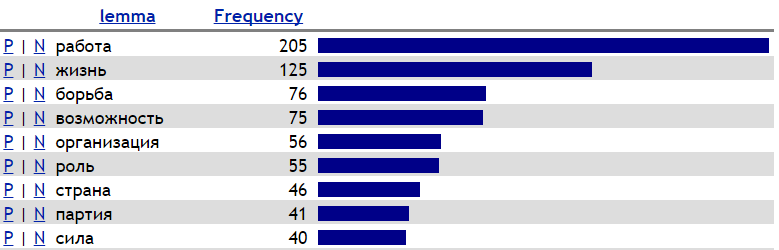 lemma Frequency
P | N работа 205
P | N жизнь 125
P | N борьба 76
P | N возможность 75
P | N организация 56
P | N роль 55
P | N страна 46
P | N партия 41
P | N сила 40